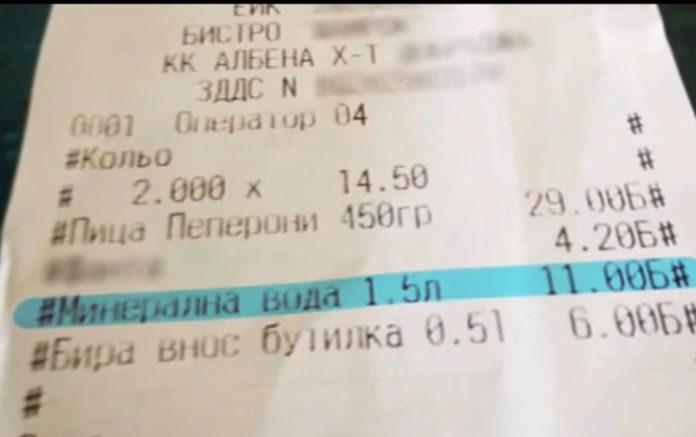 ЕИК
БИСТРО
КК АЛБЕНА Х-Т
ЗДДС N
0001 Оператор 04
#Кольо #
# 2.000 x 14.50 #
#Пица Пеперони 450гр 29.00Б#
4.20Б#
#Минерална вода 1.5л 11.00Б#
#Бира внос бутилка 0.5l 6.00Б#
#